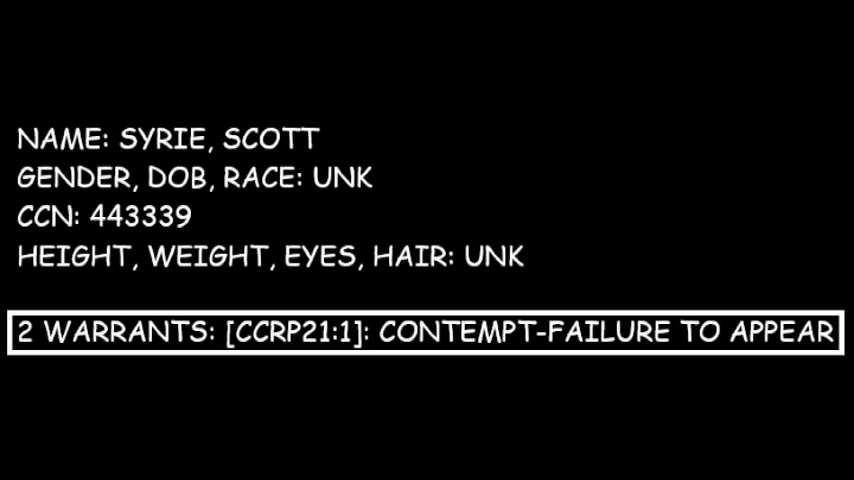 NAME: SYRIE, SCOTT
GENDER, DOB, RACE: UNK
CCN: 443339
HEIGHT, WEIGHT, EYES, HAIR: UNK
2 WARRANTS: [CCRP21:1]: CONTEMPT-FAILURE TO APPEAR